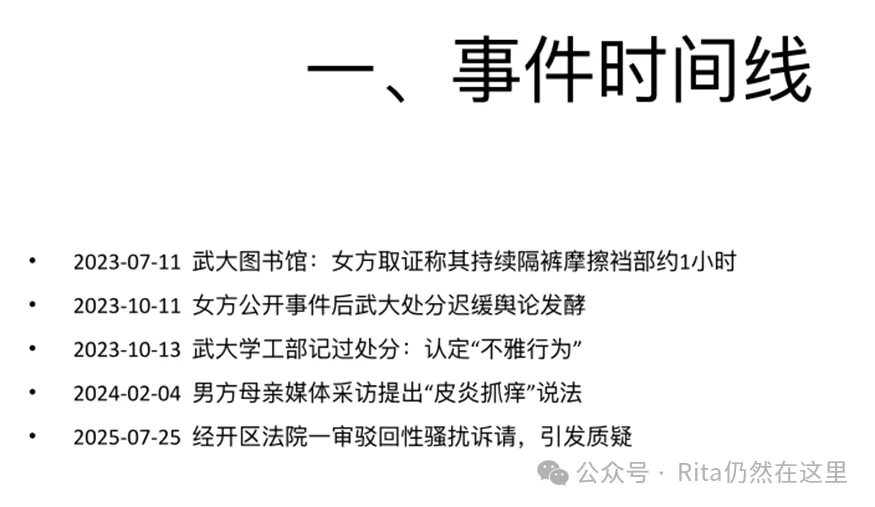 一、事件时间线
• 2023-07-11 武大图书馆：女方取证称其持续隔裤摩擦裆部约1小时
• 2023-10-11 女方公开事件后武大处分迟缓舆论发酵
• 2023-10-13 武大学工部记过处分：认定“不雅行为”
• 2024-02-04 男方母亲媒体采访提出“皮炎抓痒”说法
• 2025-07-25 经开区法院一审驳回性骚扰诉请，引发质疑
公众号 · Rita仍然在这里